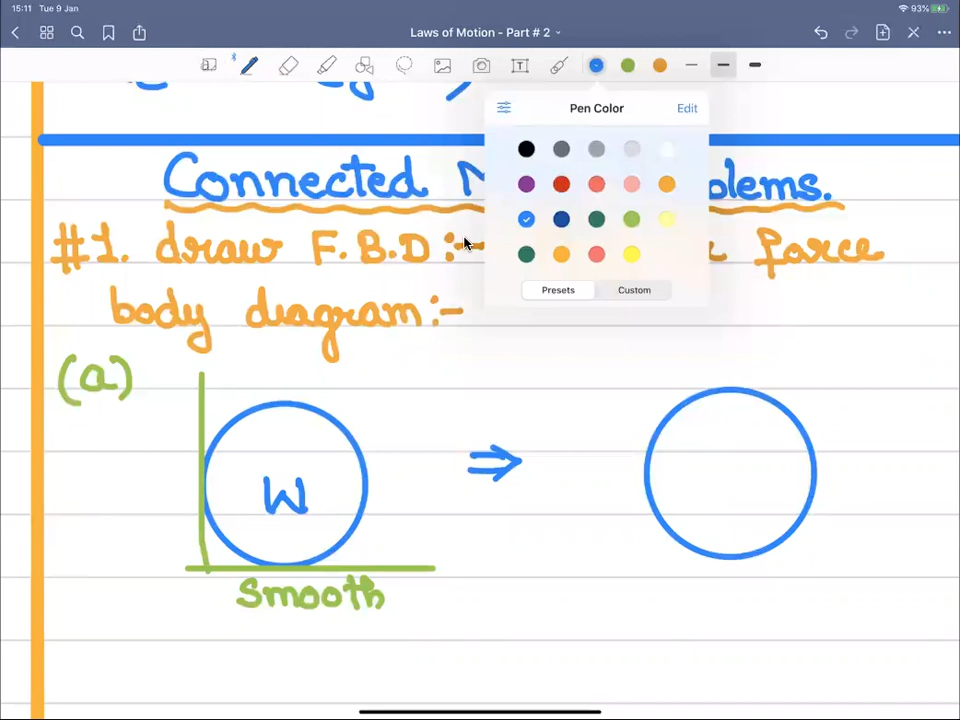 15:11 Tue 9 Jan 93%
Laws of Motion - Part # 2
T
Pen Color Edit
Presets Custom
Connected
olems.
#1. draw F.B.D:- force
body diagram:-
(a)
W
Smooth